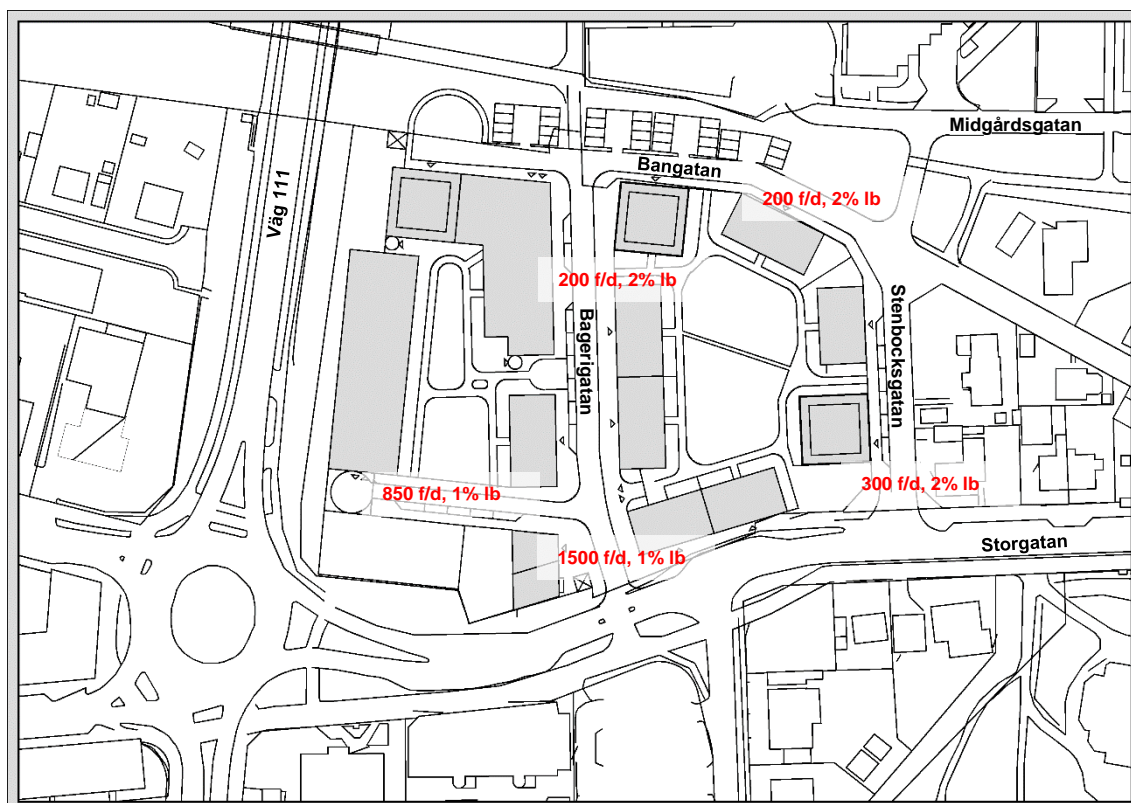 Midgårdsgatan
Bangatan
200 f/d, 2% lb
Väg 111
200 f/d, 2% lb
Bagerigatan
Stenbocksgatan
850 f/d, 1% lb
300 f/d, 2% lb
1500 f/d, 1% lb
Storgatan